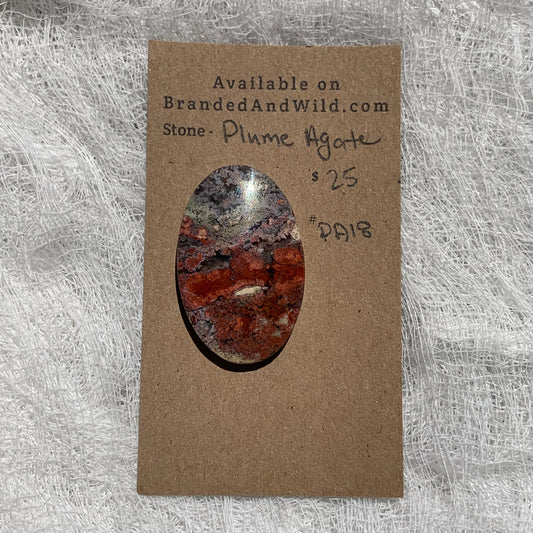 Available on
BrandedAndWild.com
Stone - Plume Agate
$ 25
# PA18